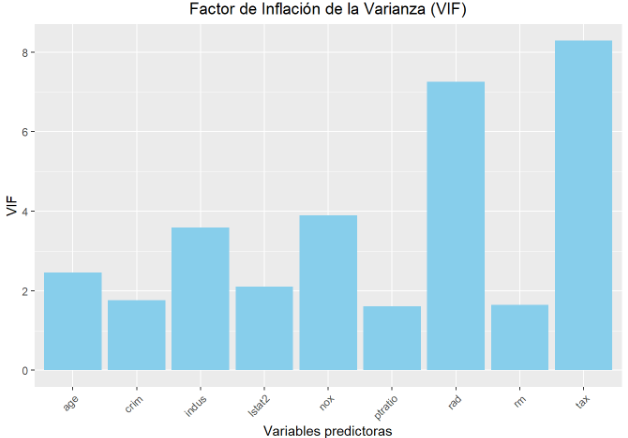 Factor de Inflación de la Varianza (VIF)
VIF
8
6
4
2
0
age
crim
indus
lstat2
nox
ptratio
rad
rm
tax
Variables predictoras